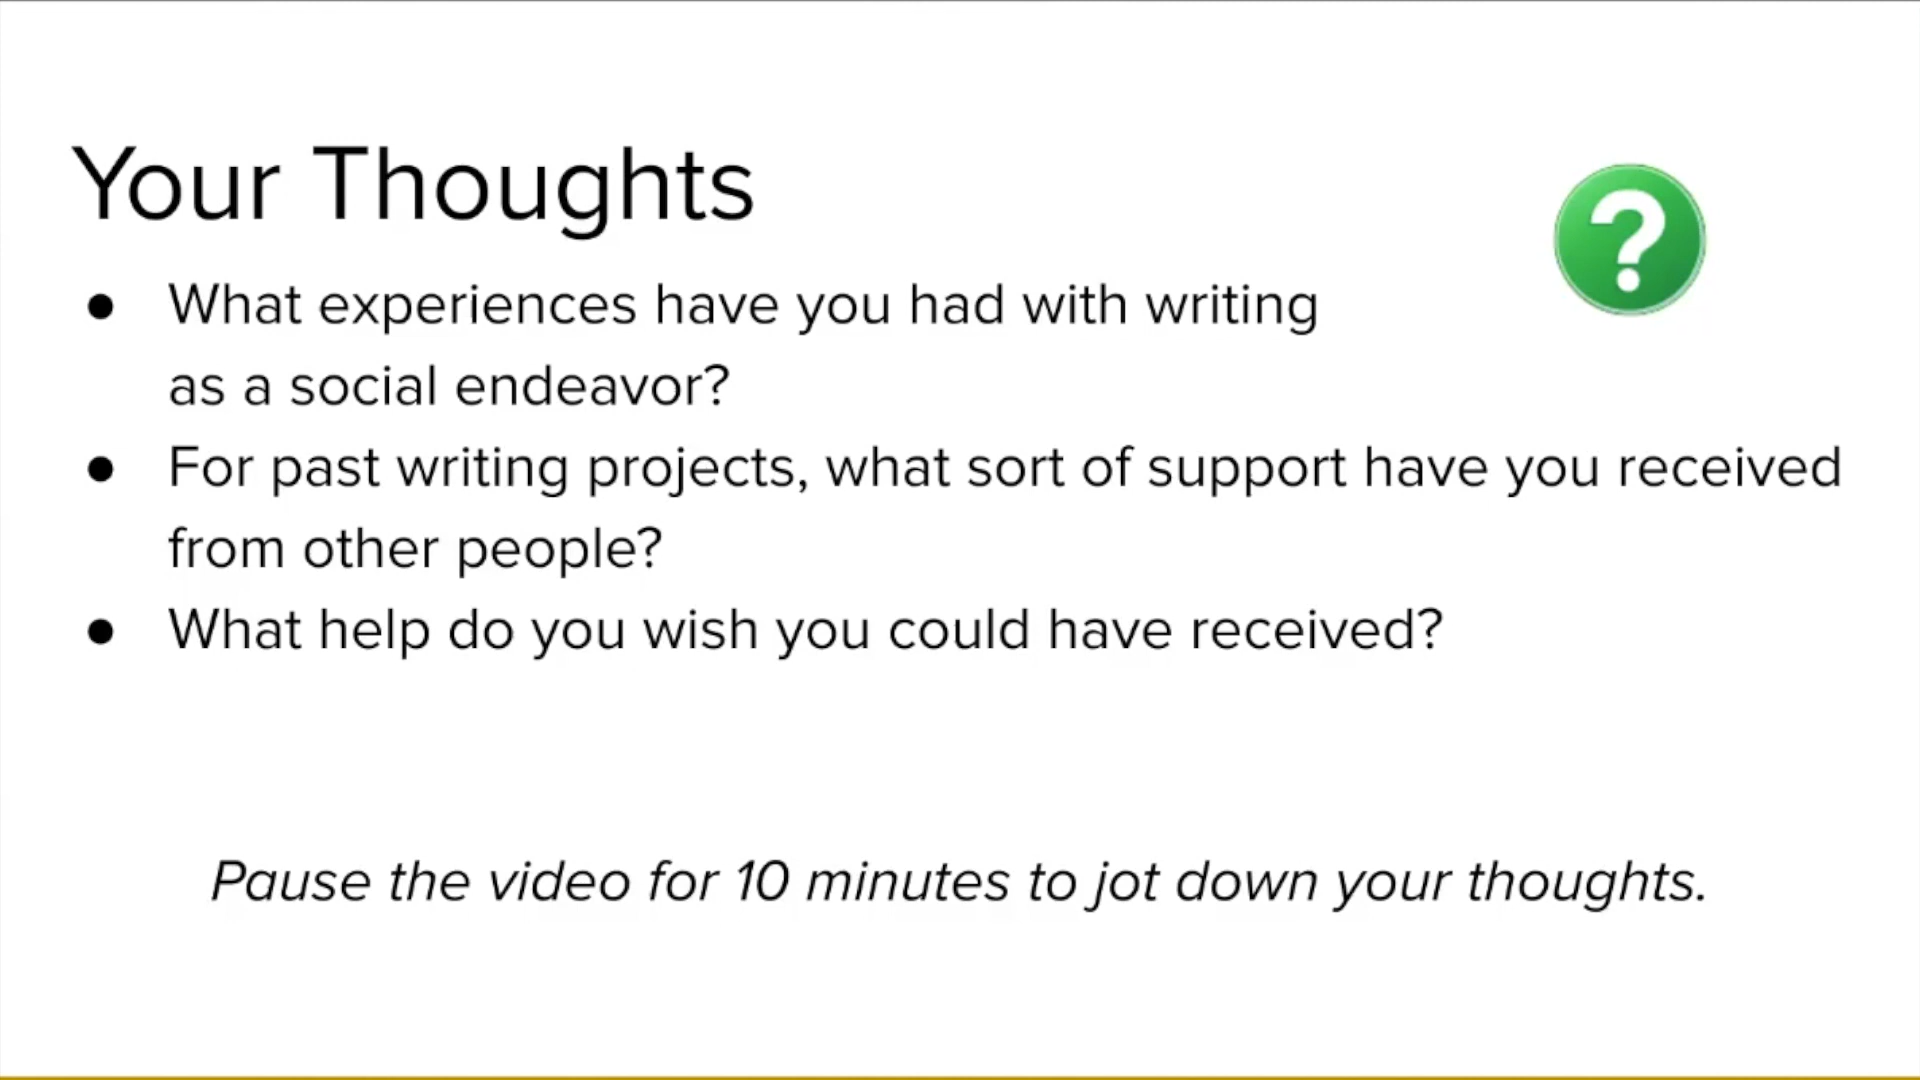 Your Thoughts
● What experiences have you had with writing
as a social endeavor?
● For past writing projects, what sort of support have you received
from other people?
● What help do you wish you could have received?
Pause the video for 10 minutes to jot down your thoughts.